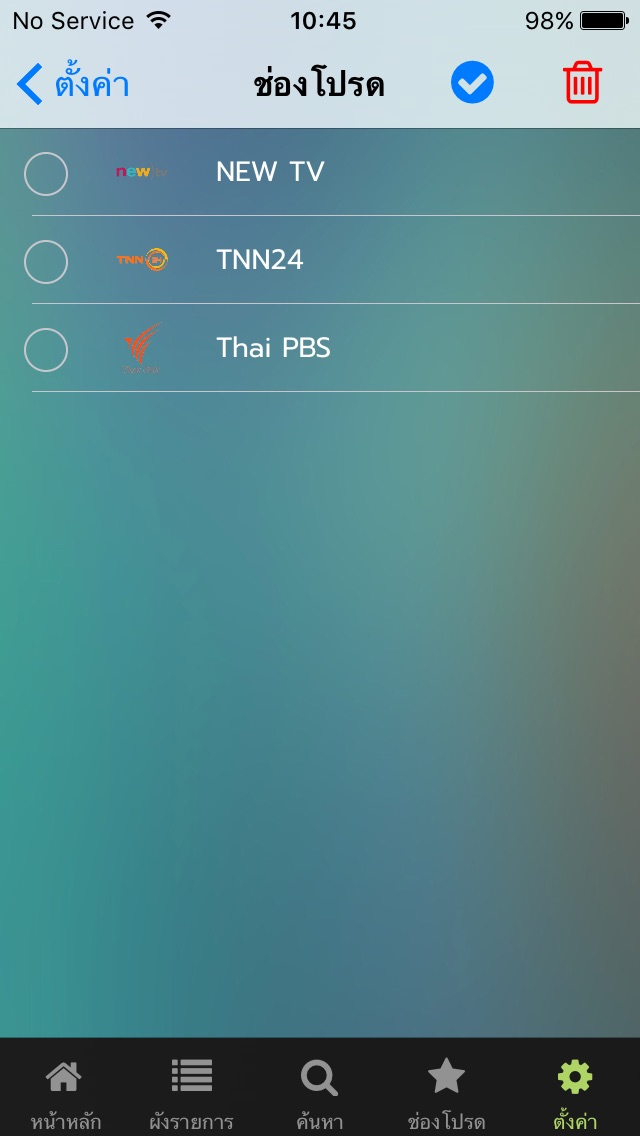 No Service 10:45 98%
ตั้งค่า ช่องโปรด
new tv NEW TV
TNN 24 TNN24
Thai PBS
หน้าหลัก ผังรายการ ค้นหา ช่องโปรด ตั้งค่า